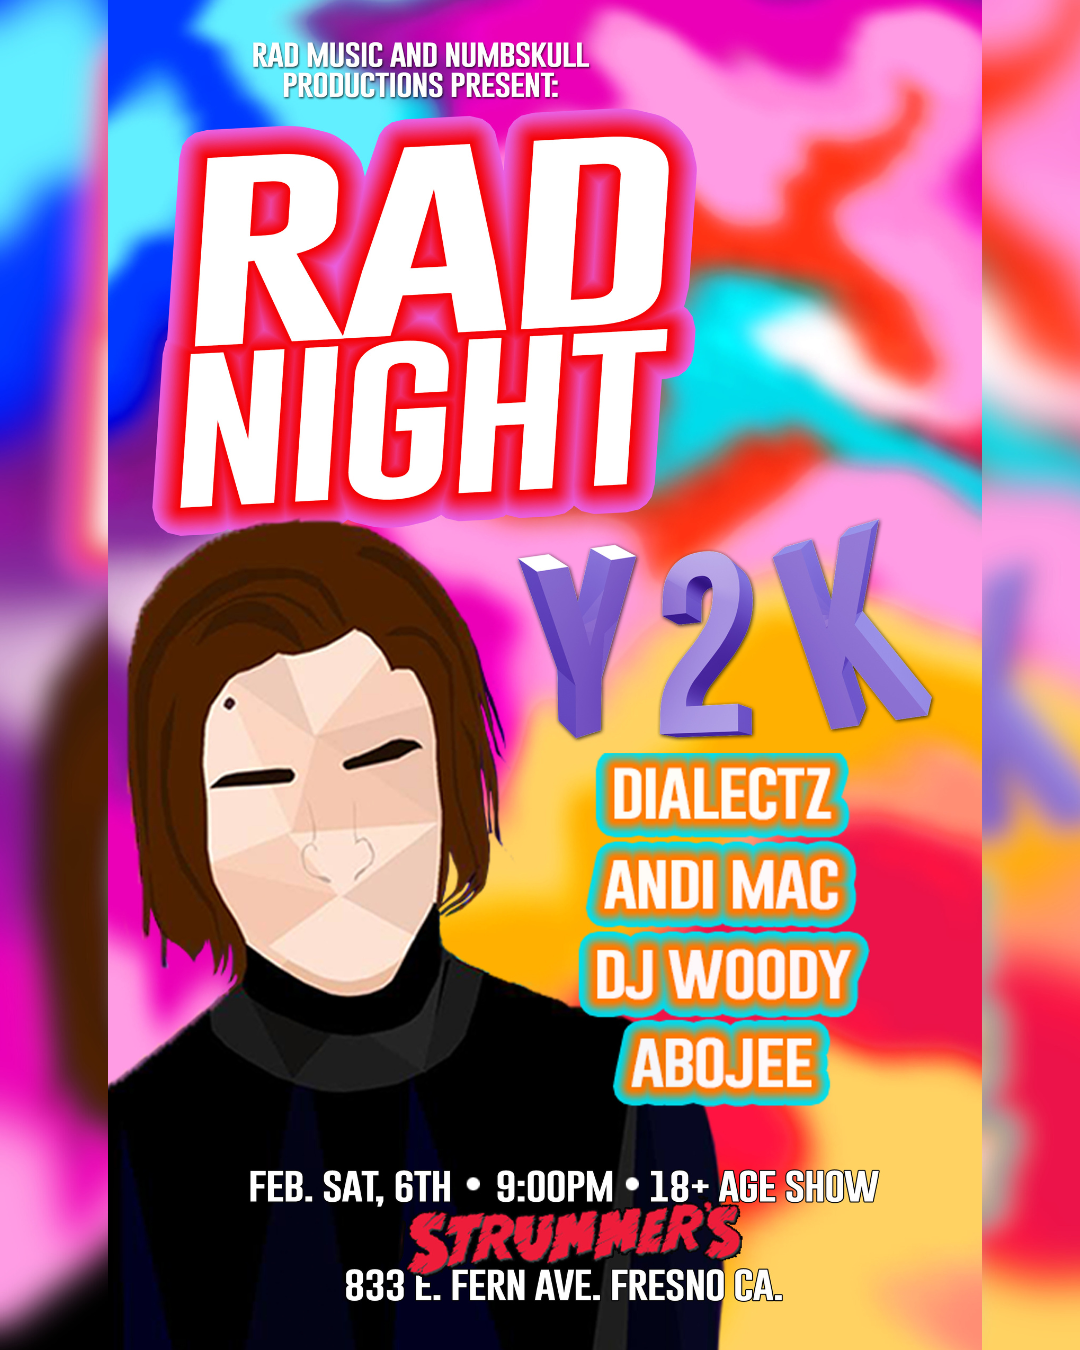 RAD MUSIC AND NUMBSKULL
PRODUCTIONS PRESENT:
RAD
NIGHT
Y2K
DIALECTZ
ANDI MAC
DJ WOODY
ABOJEE
FEB. SAT, 6TH • 9:00PM • 18+ AGE SHOW
STRUMMER'S
833 E. FERN AVE. FRESNO CA.